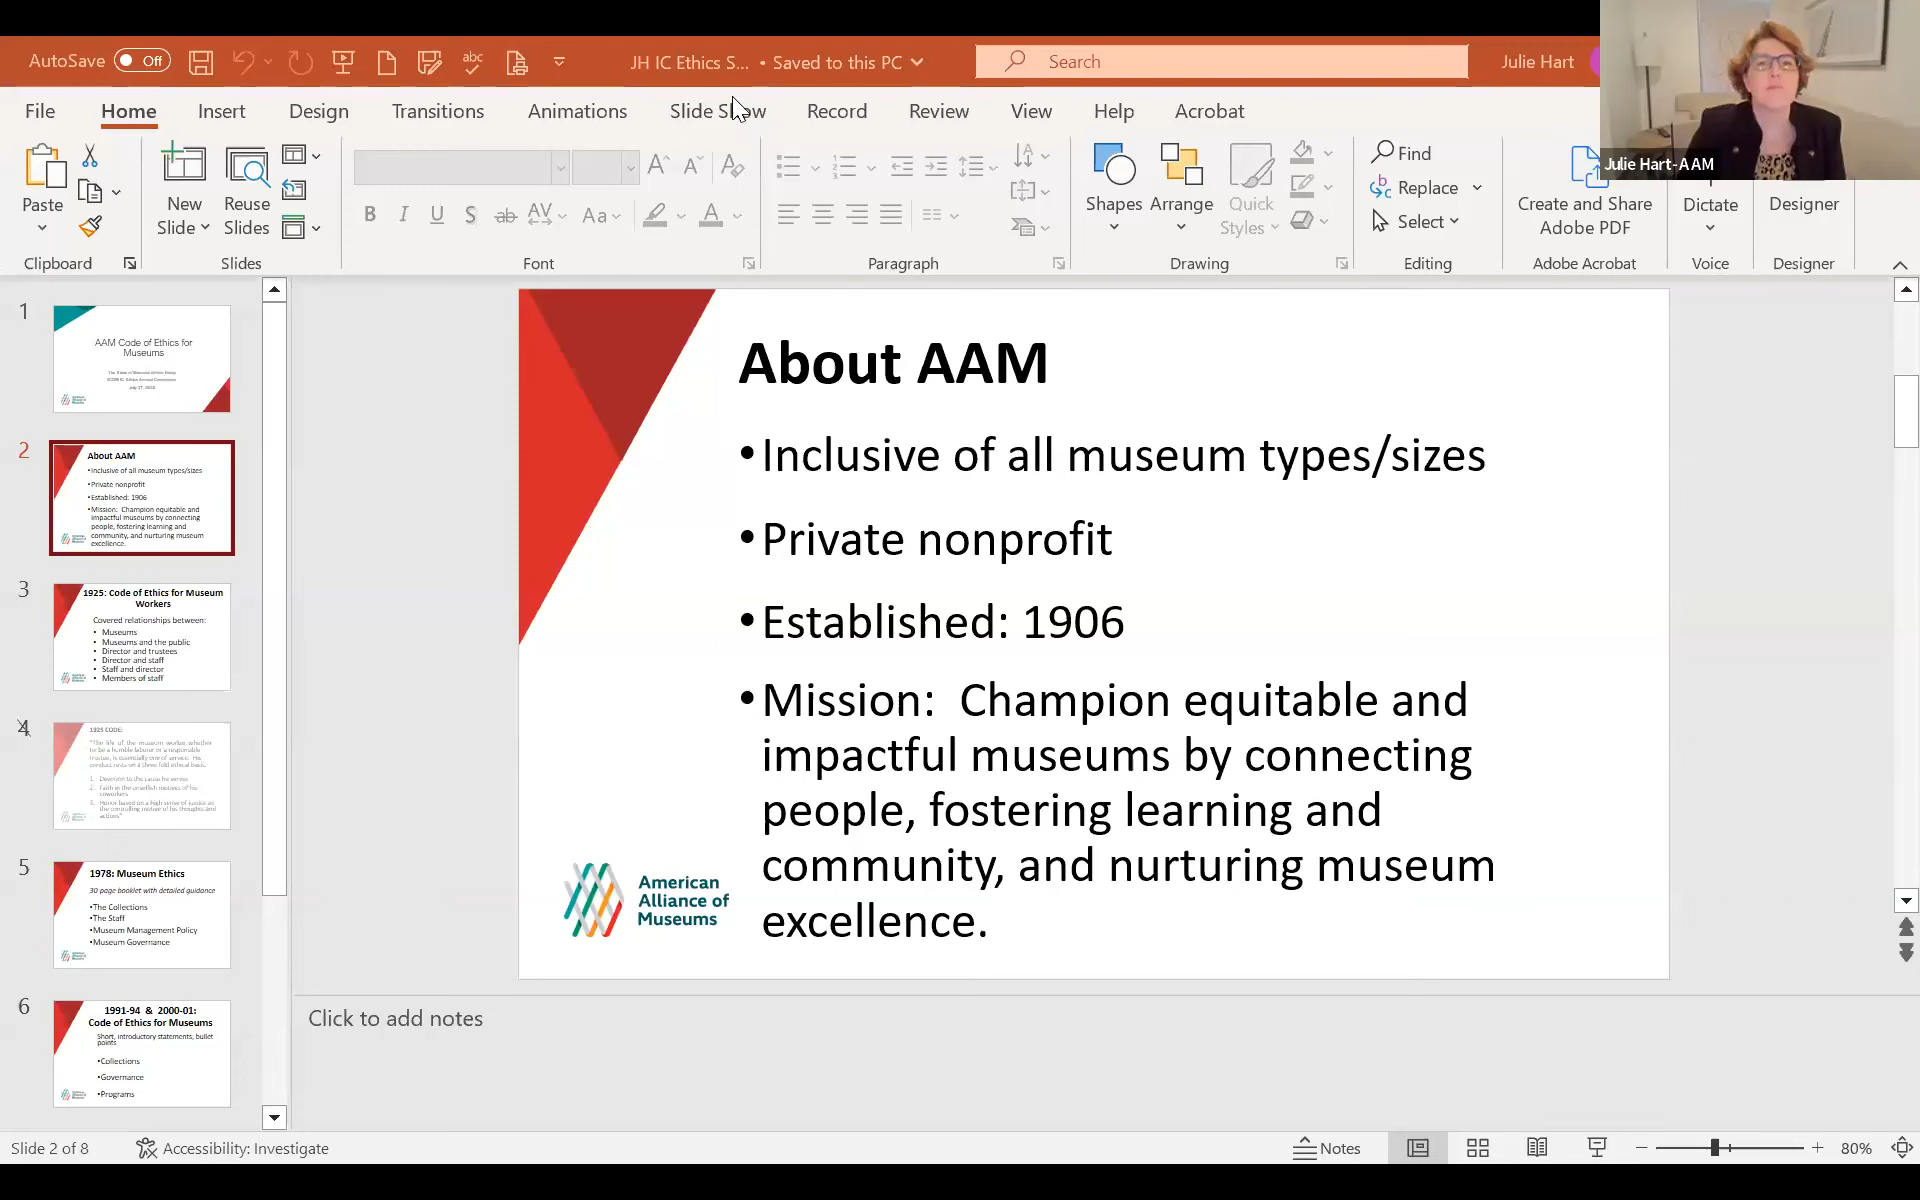 AutoSave Off
JH IC Ethics S... • Saved to this PC
Search
Julie Hart
File Home Insert Design Transitions Animations Slide Show Record Review View Help Acrobat
Paste
New
Slide
Reuse
Slides
Shapes
Arrange
Quick
Styles
Find
Replace
Select
Create and Share
Adobe PDF
Dictate
Designer
Julie Hart-AAM
Clipboard
Slides
Font
Paragraph
Drawing
Editing
Adobe Acrobat
Voice
Designer
1
AAM Code of Ethics for
Museums
2
About AAM
•Inclusive of all museum types/sizes
•Private nonprofit
•Established: 1906
•Mission: Champion equitable and
impactful museums by connecting
people, fostering learning and
community, and nurturing museum
excellence.
3
1925: Code of Ethics for Museum
Workers
Covered relationships between:
• Museums
• Museums and the public
• Director and trustees
• Director and staff
• Staff and director
• Members of staff
4
1925 CODE:
5
1978: Museum Ethics
30-page booklet with detailed guidance
•The Collections
•The Staff
•Museum Management Policy
•Museum Governance
6
1991-94 & 2000-01:
Code of Ethics for Museums
Short, introductory statements, bullet
points
•Collections
•Governance
•Programs
About AAM
•Inclusive of all museum types/sizes
•Private nonprofit
•Established: 1906
•Mission: Champion equitable and
impactful museums by connecting
people, fostering learning and
community, and nurturing museum
excellence.
American
Alliance of
Museums
Click to add notes
Slide 2 of 8
Accessibility: Investigate
Notes
80%